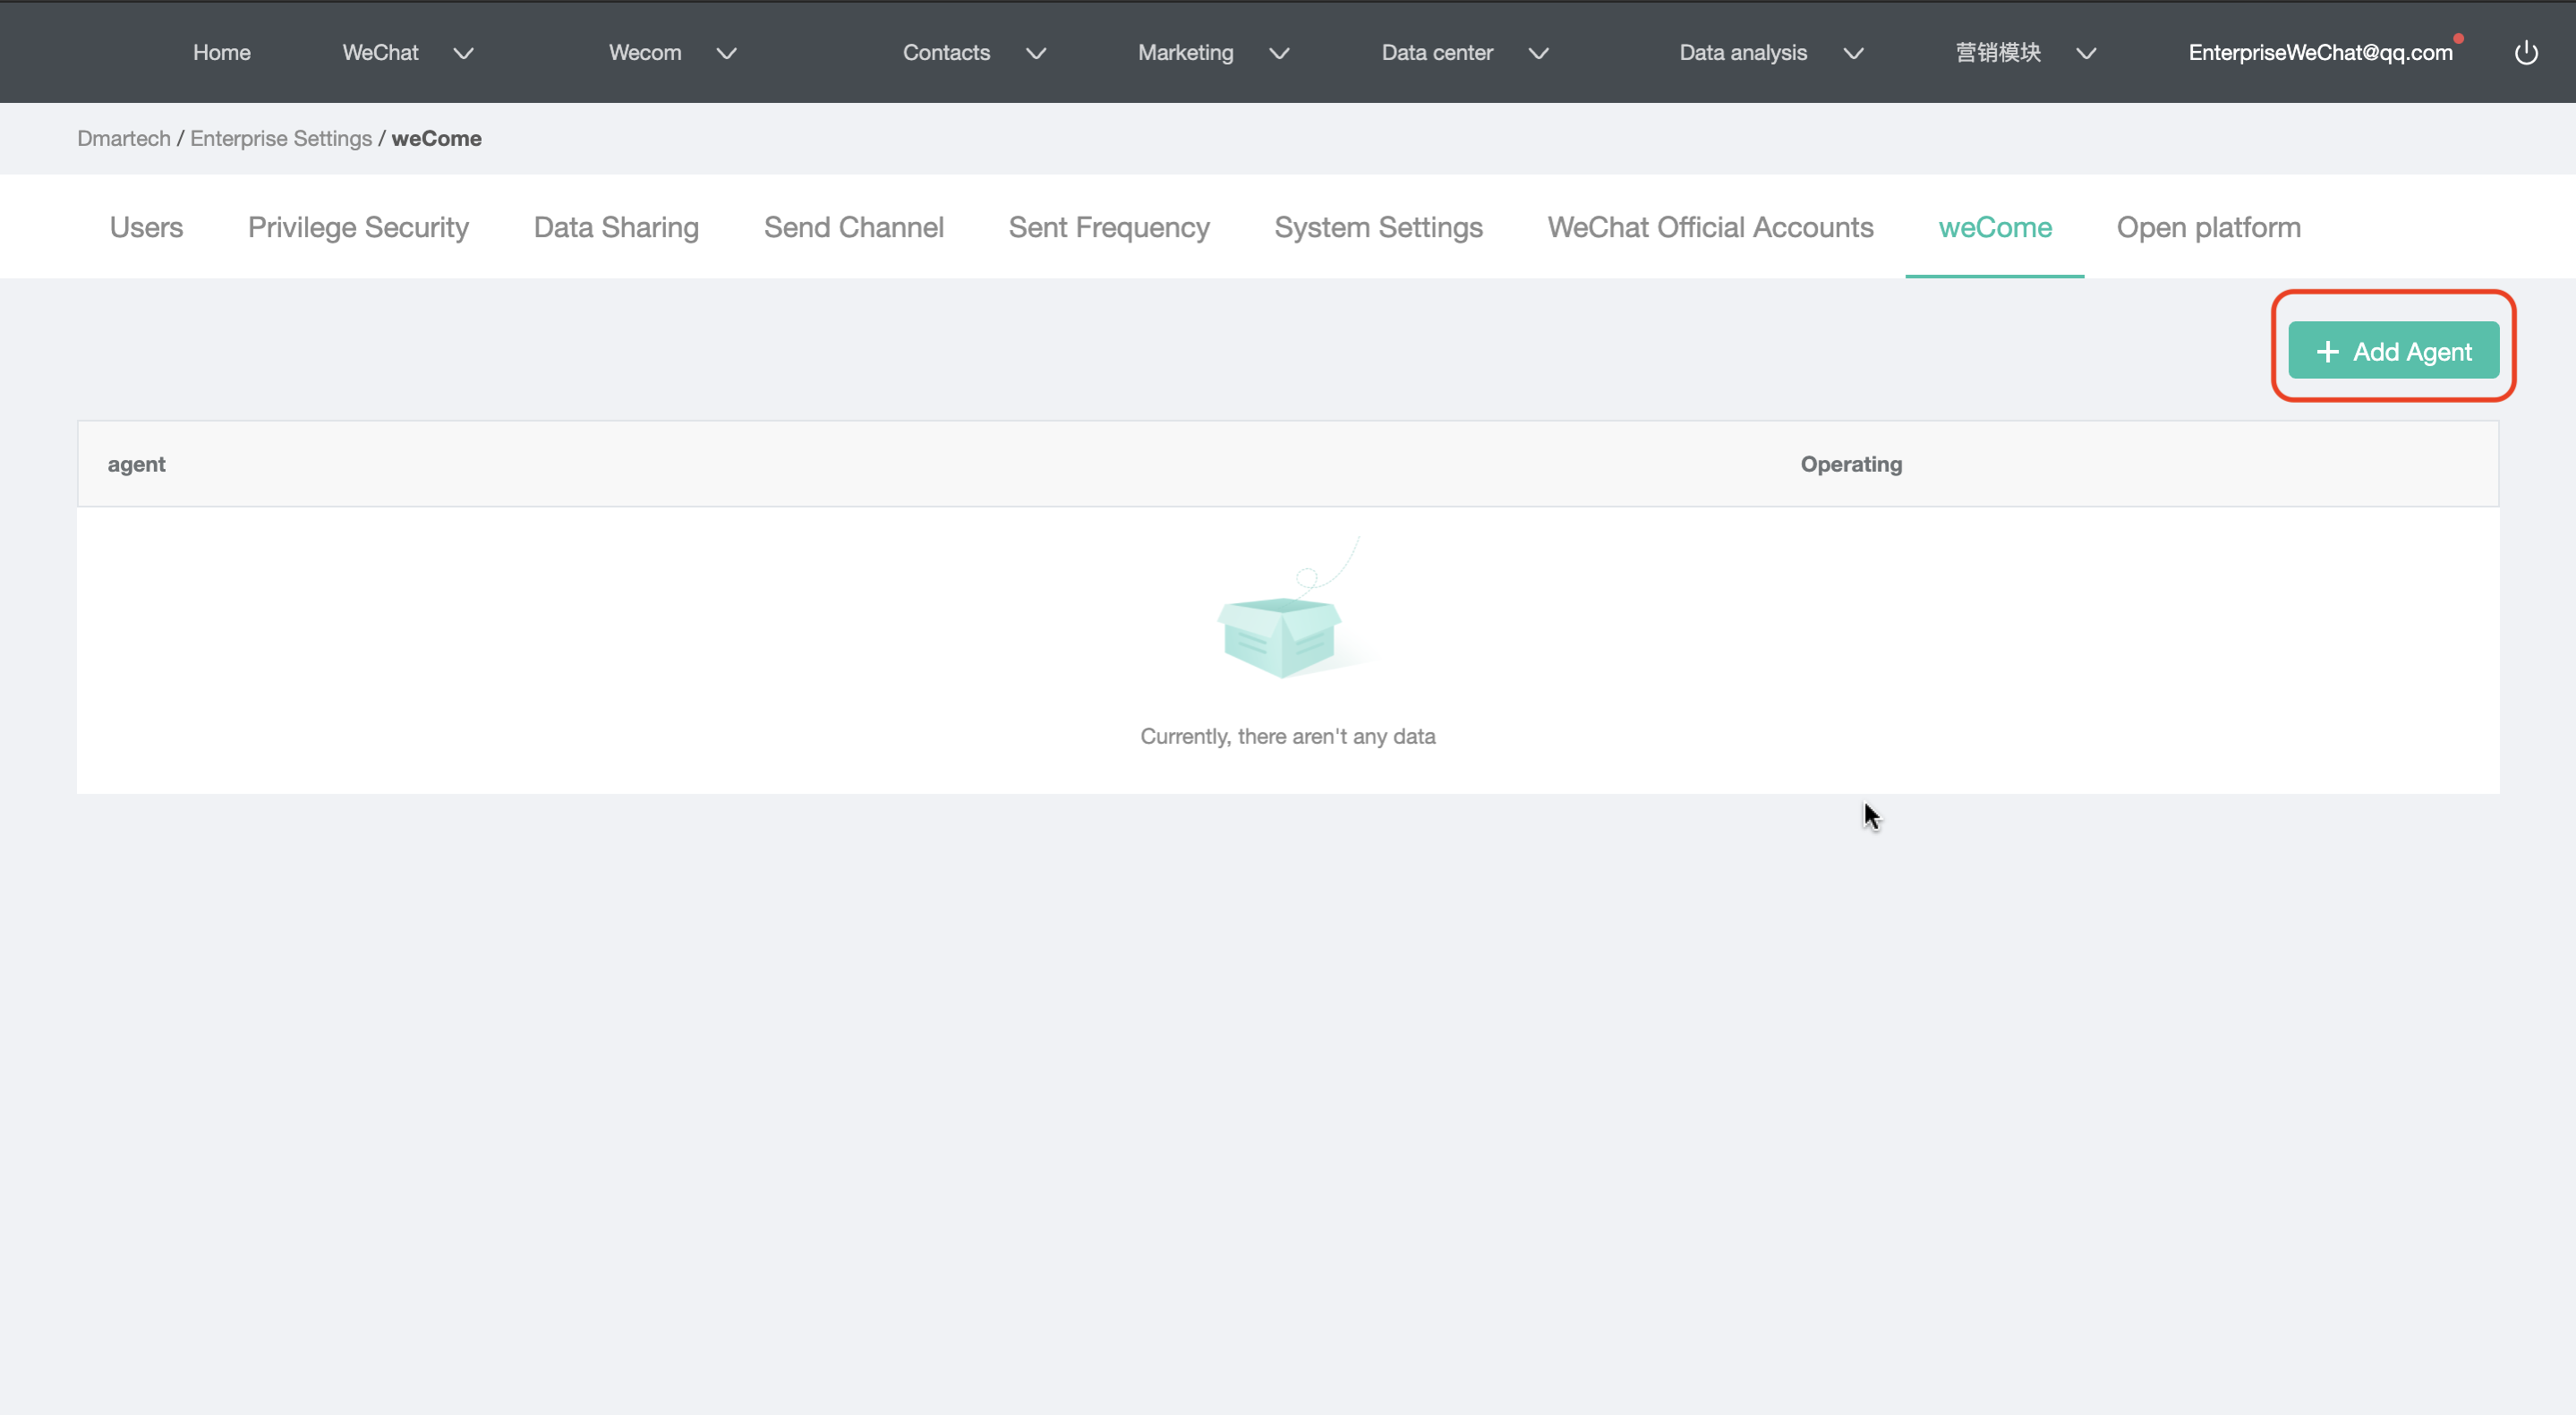 Home WeChat Wecom Contacts Marketing Data center Data analysis 营销模块 EnterpriseWeChat@qq.com
Dmartech / Enterprise Settings / weCome
Users Privilege Security Data Sharing Send Channel Sent Frequency System Settings WeChat Official Accounts weCome Open platform
+ Add Agent
agent Operating
Currently, there aren't any data